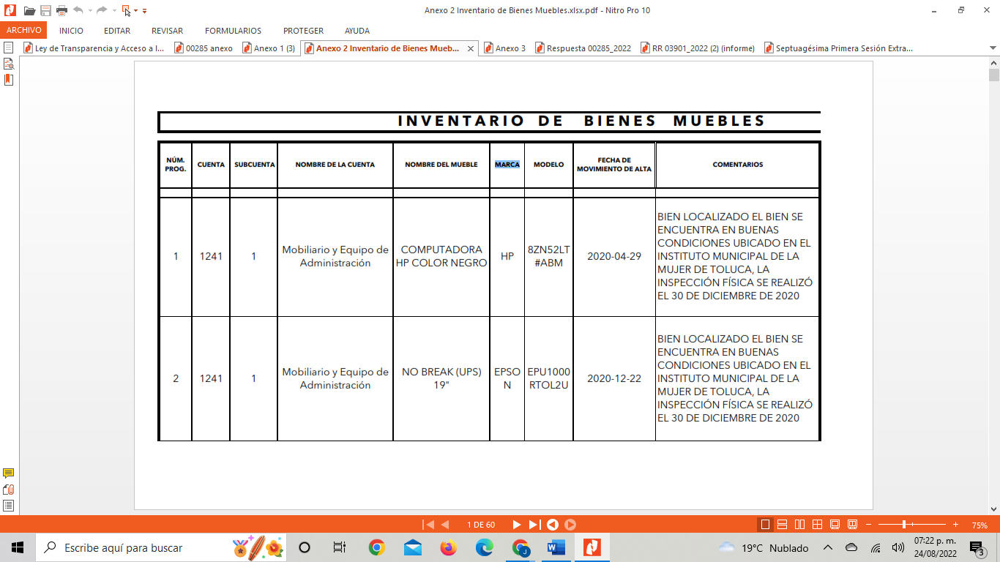 Anexo 2 Inventario de Bienes Muebles.xlsx.pdf - Nitro Pro 10
ARCHIVO INICIO EDITAR REVISAR FORMULARIOS PROTEGER AYUDA
Ley de Transparencia y Acceso a l... 00285 anexo Anexo 1 (3) Anexo 2 Inventario de Bienes Mueb... Anexo 3 Respuesta 00285_2022 RR 03901_2022 (2) (informe) Septuagésima Primera Sesión Extra...
INVENTARIO DE BIENES MUEBLES
NÚM. PROG.
CUENTA
SUBCUENTA
NOMBRE DE LA CUENTA
NOMBRE DEL MUEBLE
MARCA
MODELO
FECHA DE
MOVIMIENTO DE ALTA
COMENTARIOS
1
1241
1
Mobiliario y Equipo de
Administración
COMPUTADORA
HP COLOR NEGRO
HP
8ZN52LT
#ABM
2020-04-29
BIEN LOCALIZADO EL BIEN SE
ENCUENTRA EN BUENAS
CONDICIONES UBICADO EN EL
INSTITUTO MUNICIPAL DE LA
MUJER DE TOLUCA, LA
INSPECCIÓN FÍSICA SE REALIZÓ
EL 30 DE DICIEMBRE DE 2020
2
1241
1
Mobiliario y Equipo de
Administración
NO BREAK (UPS)
19"
EPSO
N
EPU1000
RTOL2U
2020-12-22
BIEN LOCALIZADO EL BIEN SE
ENCUENTRA EN BUENAS
CONDICIONES UBICADO EN EL
INSTITUTO MUNICIPAL DE LA
MUJER DE TOLUCA, LA
INSPECCIÓN FÍSICA SE REALIZÓ
EL 30 DE DICIEMBRE DE 2020
1 DE 60
75%
Escribe aquí para buscar
19°C Nublado
07:22 p. m.
24/08/2022
3